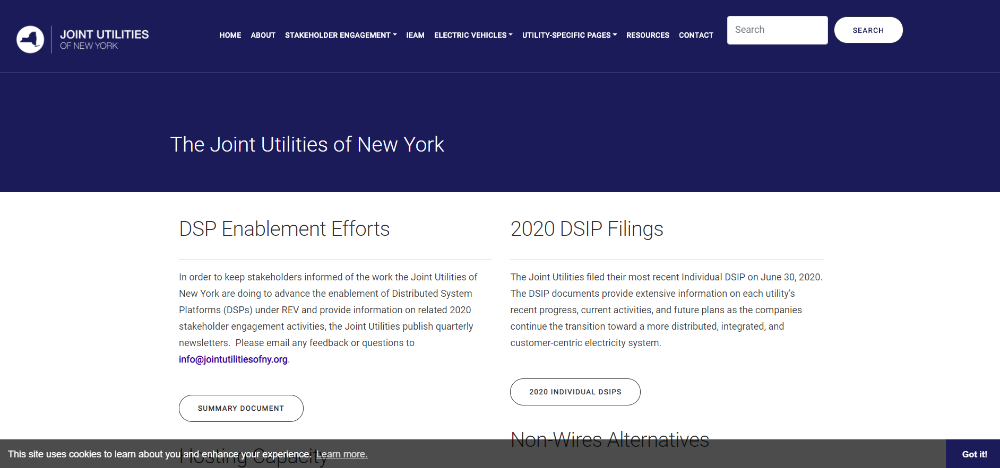 JOINT UTILITIES
OF NEW YORK
HOME ABOUT STAKEHOLDER ENGAGEMENT IEAM ELECTRIC VEHICLES UTILITY-SPECIFIC PAGES RESOURCES CONTACT
Search
SEARCH
The Joint Utilities of New York
DSP Enablement Efforts
In order to keep stakeholders informed of the work the Joint Utilities of
New York are doing to advance the enablement of Distributed System
Platforms (DSPs) under REV and provide information on related 2020
stakeholder engagement activities, the Joint Utilities publish quarterly
newsletters.  Please email any feedback or questions to
info@jointutilitiesofny.org.
SUMMARY DOCUMENT
Hosting Capacity
2020 DSIP Filings
The Joint Utilities filed their most recent Individual DSIP on June 30, 2020.
The DSIP documents provide extensive information on each utility’s
recent progress, current activities, and future plans as the companies
continue the transition toward a more distributed, integrated, and
customer-centric electricity system.
2020 INDIVIDUAL DSIPS
Non-Wires Alternatives
This site uses cookies to learn about you and enhance your experience. Learn more.
Got it!